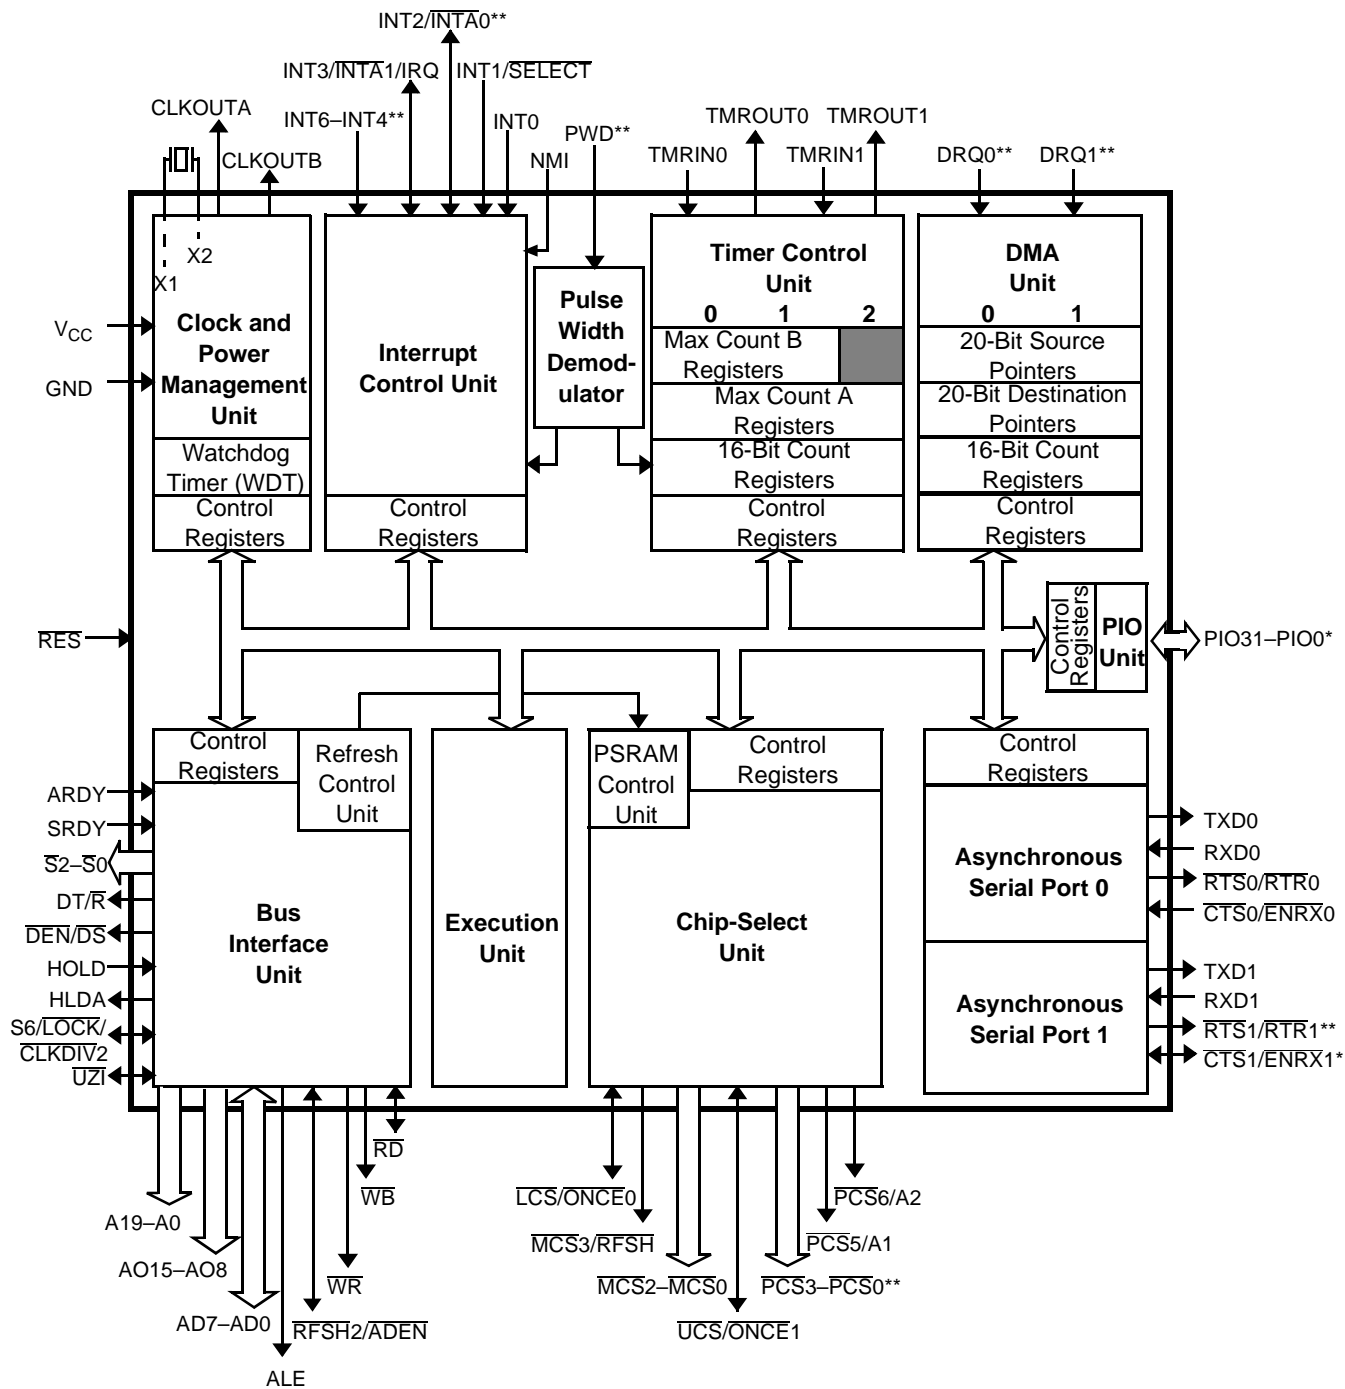 INT2/INTA0**
INT3/INTA1/IRQ
INT1/SELECT
CLKOUTA
INT6–INT4**
INT0
PWD**
TMROUT0
TMROUT1
CLKOUTB
NMI
TMRIN0
TMRIN1
DRQ0**
DRQ1**
X2
X1
VCC
GND
Clock and
Power
Management
Unit
Watchdog
Timer (WDT)
Control
Registers
Interrupt
Control Unit
Control
Registers
Pulse
Width
Demod-
ulator
Timer Control
Unit
0 1 2
Max Count B
Registers
Max Count A
Registers
16-Bit Count
Registers
Control
Registers
DMA
Unit
0 1
20-Bit Source
Pointers
20-Bit Destination
Pointers
16-Bit Count
Registers
Control
Registers
RES
Control
Registers
PIO
Unit
PIO31–PIO0*
Control
Registers
Refresh
Control
Unit
Bus
Interface
Unit
Execution
Unit
PSRAM
Control
Unit
Control
Registers
Chip-Select
Unit
Control
Registers
Asynchronous
Serial Port 0
Asynchronous
Serial Port 1
ARDY
SRDY
S2–S0
DT/R
DEN/DS
HOLD
HLDA
S6/LOCK/
CLKDIV2
UZI
TXD0
RXD0
RTS0/RTR0
CTS0/ENRX0
TXD1
RXD1
RTS1/RTR1**
CTS1/ENRX1*
RD
WB
WR
A19–A0
AO15–AO8
AD7–AD0
RFSH2/ADEN
ALE
LCS/ONCE0
MCS3/RFSH
MCS2–MCS0
UCS/ONCE1
PCS3–PCS0**
PCS5/A1
PCS6/A2